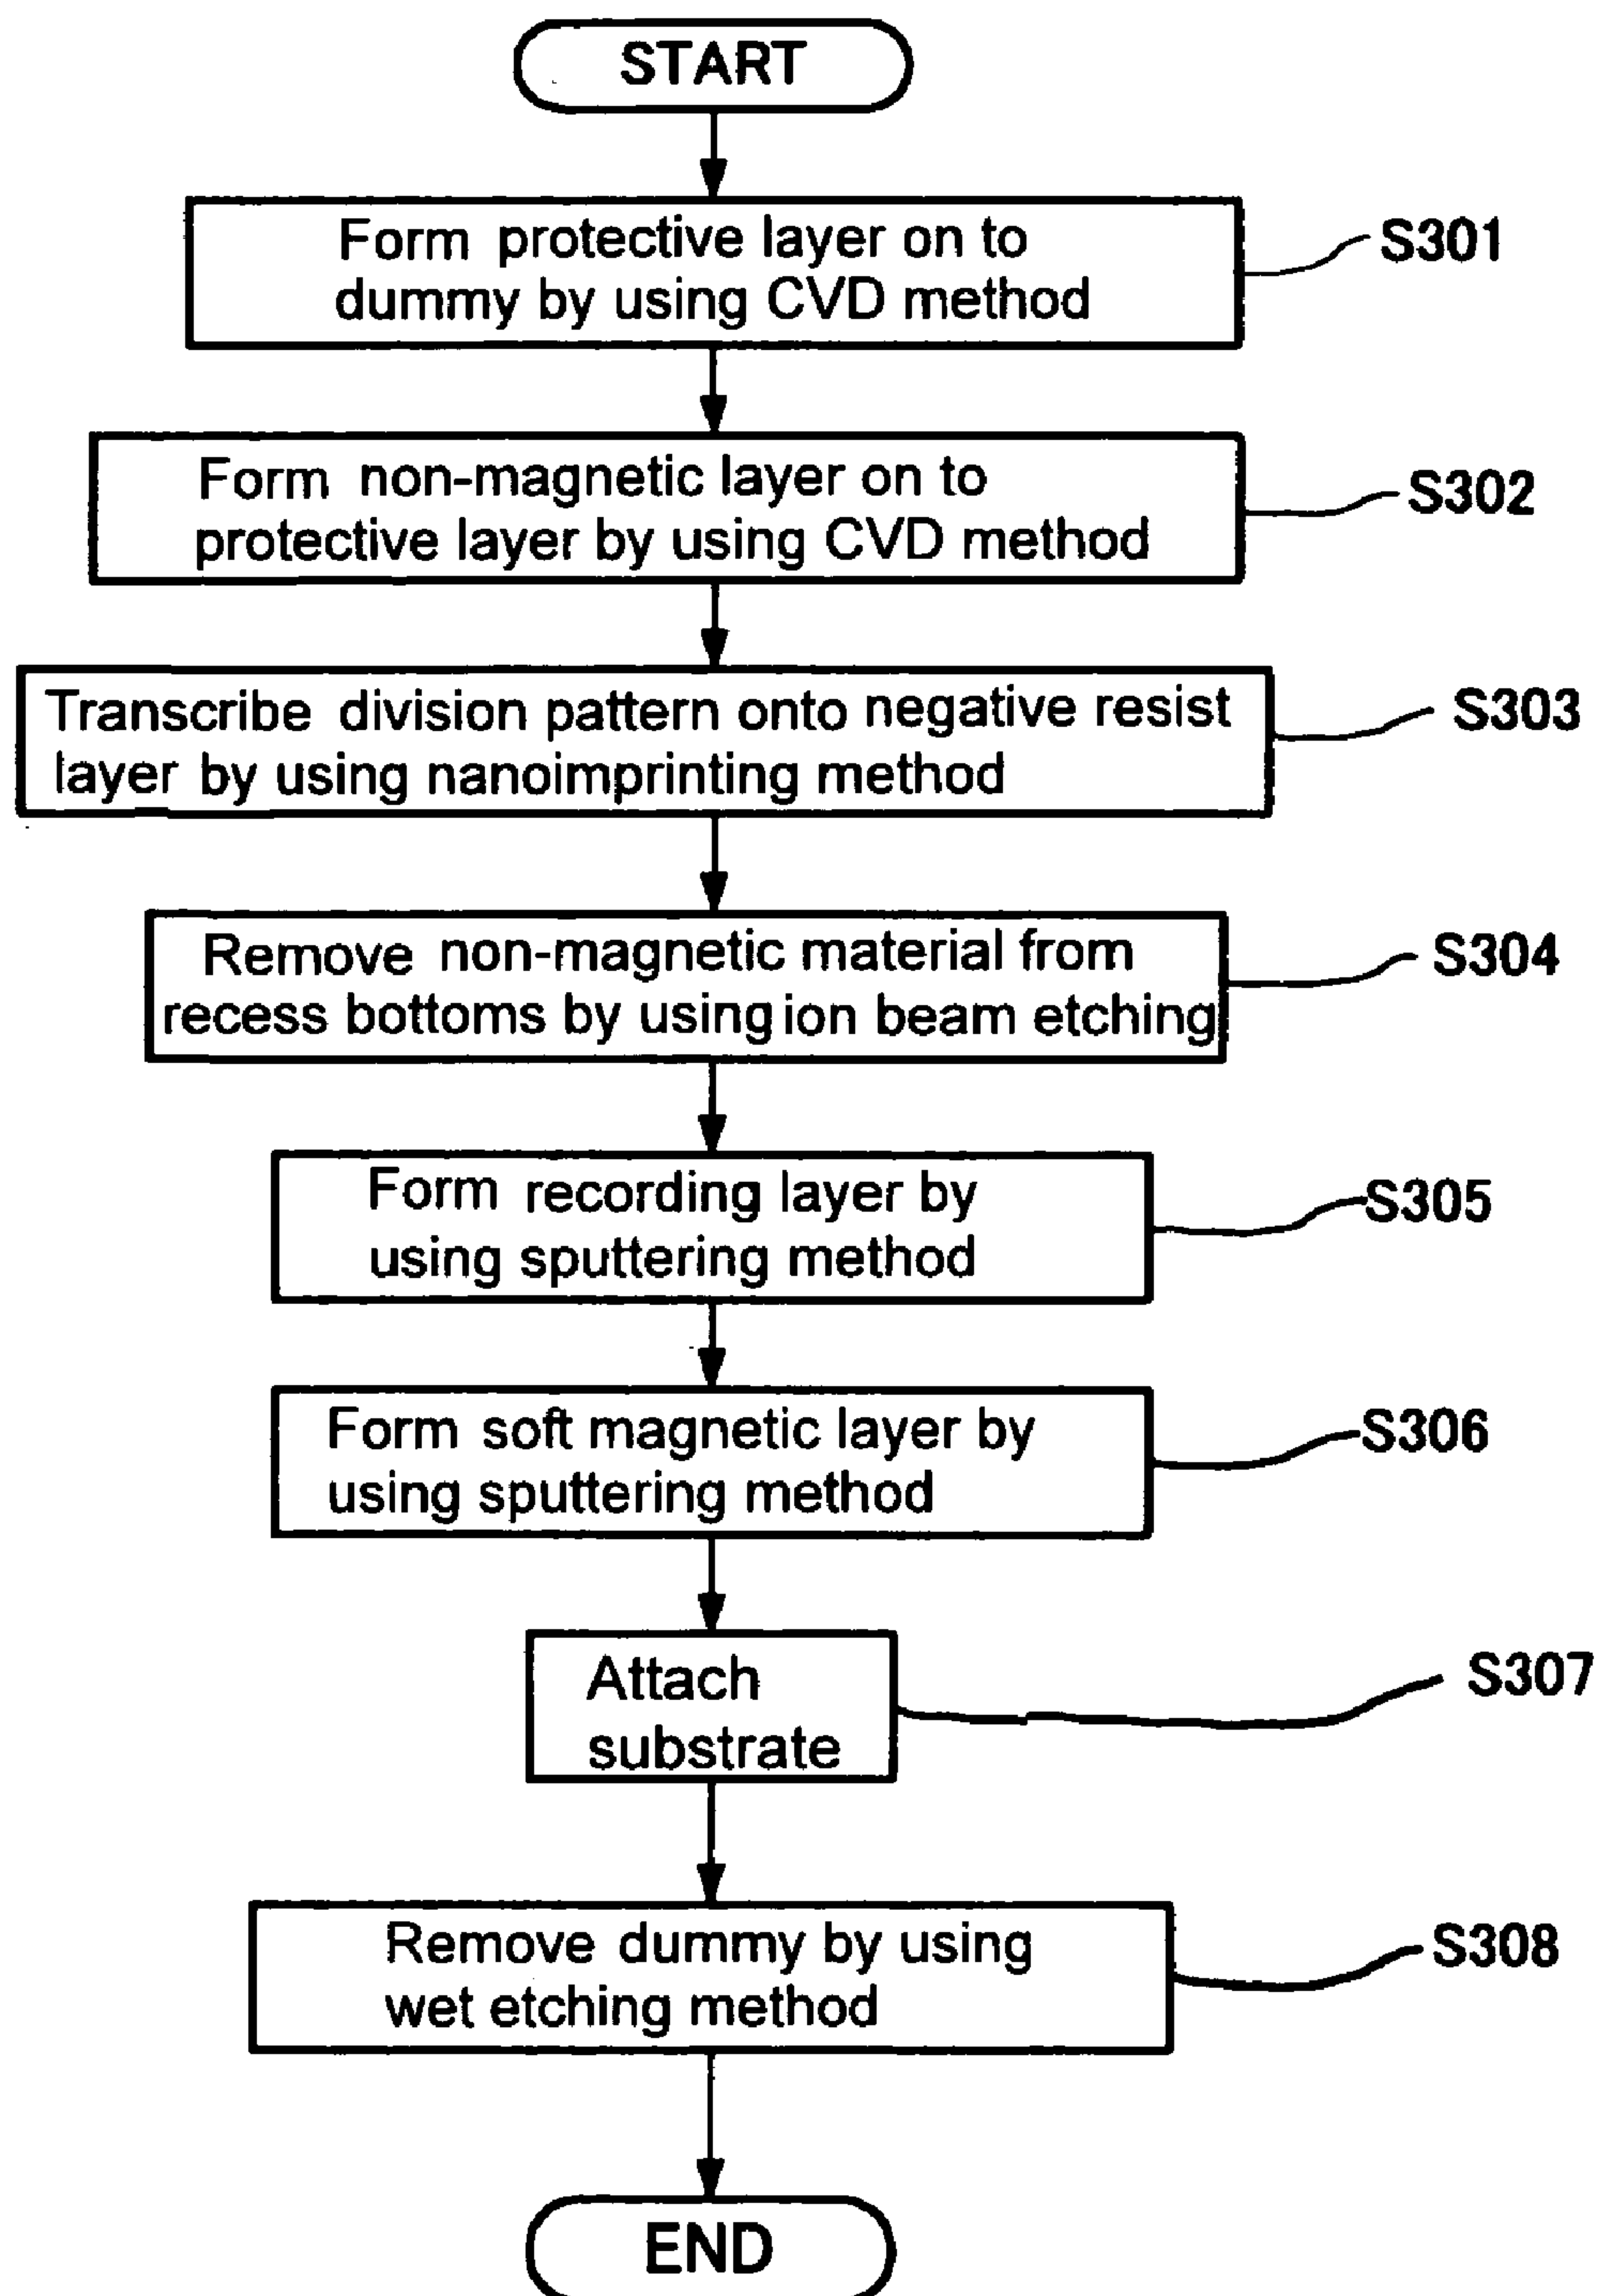 START
Form protective layer on to
dummy by using CVD method
S301
Form non-magnetic layer on to
protective layer by using CVD method
S302
Transcribe division pattern onto negative resist
layer by using nanoimprinting method
S303
Remove non-magnetic material from
recess bottoms by using ion beam etching
S304
Form recording layer by
using sputtering method
S305
Form soft magnetic layer by
using sputtering method
S306
Attach
substrate
S307
Remove dummy by using
wet etching method
S308
END